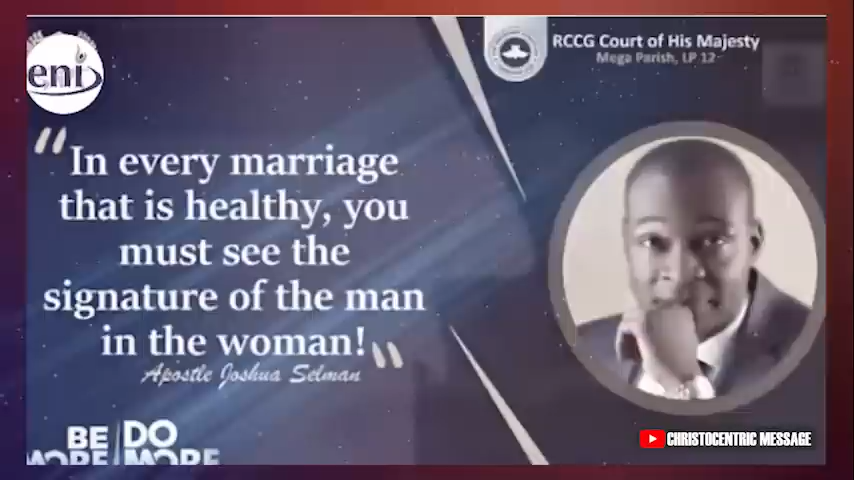 eni
RCCG Court of His Majesty
Mega Parish, LP 12
“In every marriage
that is healthy, you
must see the
signature of the man
in the woman!”
Apostle Joshua Selman
BE DO
MORE MORE
CHRISTOCENTRIC MESSAGE